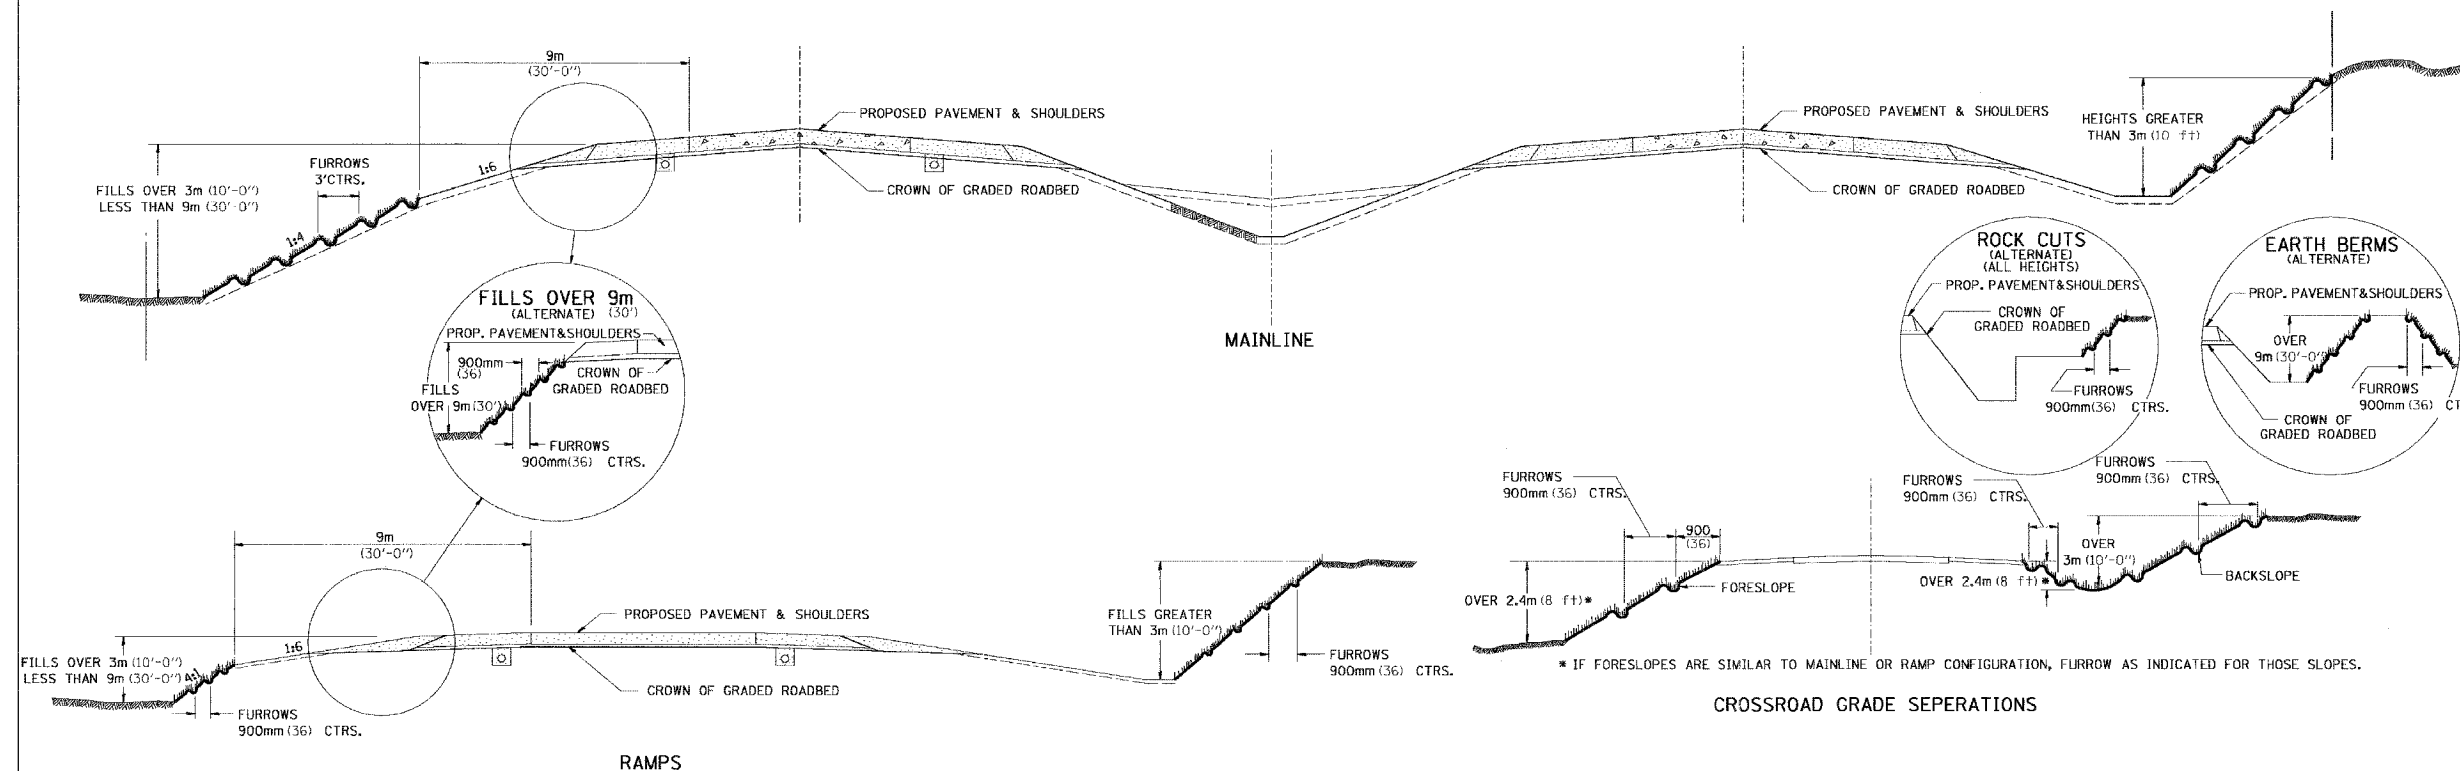 9m
(30'-0")
PROPOSED PAVEMENT & SHOULDERS
CROWN OF GRADED ROADBED
FURROWS
3'CTRS.
1:6
1:4
FILLS OVER 3m (10'-0")
LESS THAN 9m (30'-0")
PROPOSED PAVEMENT & SHOULDERS
CROWN OF GRADED ROADBED
HEIGHTS GREATER
THAN 3m (10 ft)
MAINLINE
FILLS OVER 9m
(ALTERNATE) (30')
PROP. PAVEMENT&SHOULDERS
900mm
(36)
CROWN OF
GRADED ROADBED
FILLS
OVER 9m(30')
FURROWS
900mm(36) CTRS.
ROCK CUTS
(ALTERNATE)
(ALL HEIGHTS)
PROP. PAVEMENT&SHOULDERS
CROWN OF
GRADED ROADBED
FURROWS
900mm(36) CTRS.
EARTH BERMS
(ALTERNATE)
PROP. PAVEMENT&SHOULDERS
OVER
9m(30'-0")
FURROWS
900mm(36) CT
CROWN OF
GRADED ROADBED
9m
(30'-0")
1:6
4:1
FILLS OVER 3m (10'-0")
LESS THAN 9m (30'-0")
FURROWS
900mm(36) CTRS.
PROPOSED PAVEMENT & SHOULDERS
CROWN OF GRADED ROADBED
FILLS GREATER
THAN 3m (10'-0")
FURROWS
900mm(36) CTRS.
RAMPS
FURROWS
900mm(36) CTRS.
900
(36)
OVER 2.4m(8 ft)*
FORESLOPE
FURROWS
900mm(36) CTRS.
FURROWS
900mm(36) CTRS.
OVER
3m(10'-0")
OVER 2.4m(8 ft)*
BACKSLOPE
* IF FORESLOPES ARE SIMILAR TO MAINLINE OR RAMP CONFIGURATION, FURROW AS INDICATED FOR THOSE SLOPES.
CROSSROAD GRADE SEPERATIONS